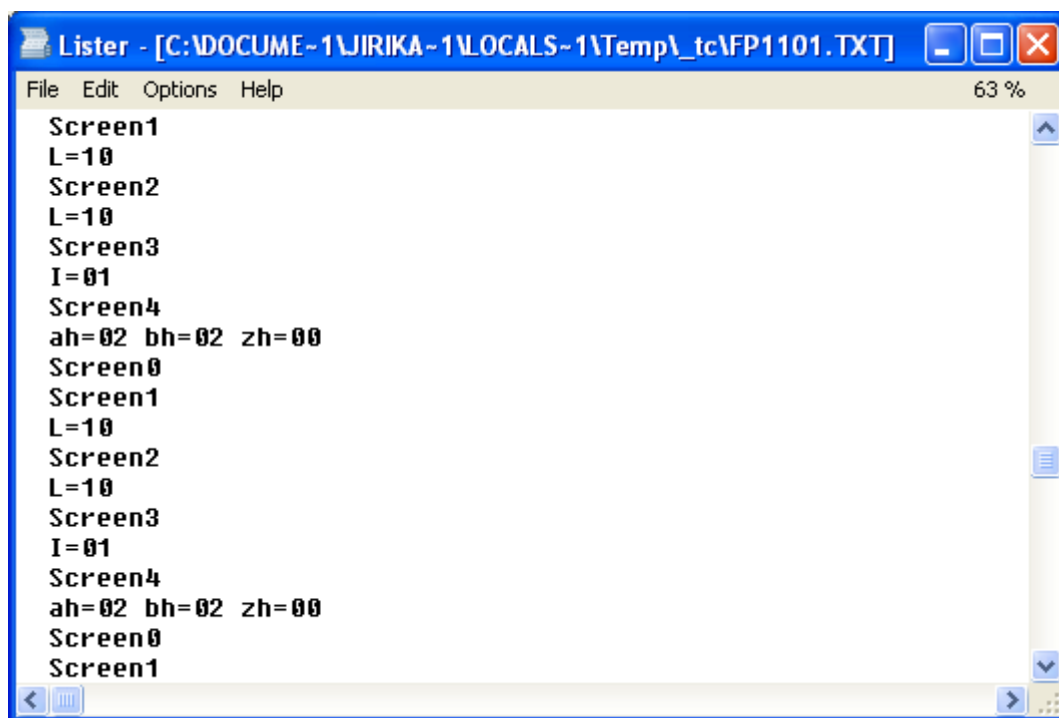 Lister - [C:\DOCUME~1\JIRIKA~1\LOCALS~1\Temp\_tc\FP1101.TXT]
File Edit Options Help 63 %
Screen1
L=10
Screen2
L=10
Screen3
I=01
Screen4
ah=02 bh=02 zh=00
Screen0
Screen1
L=10
Screen2
L=10
Screen3
I=01
Screen4
ah=02 bh=02 zh=00
Screen0
Screen1